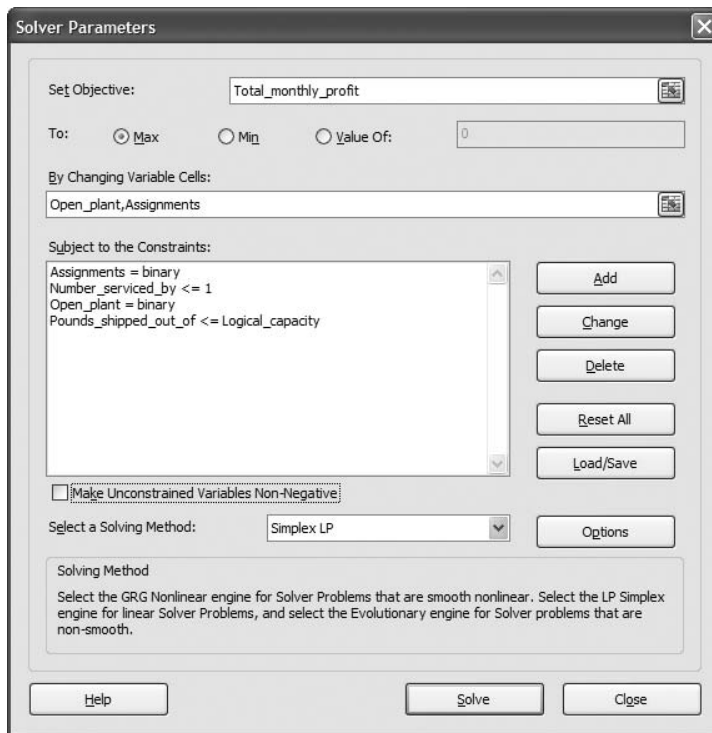 Solver Parameters
Set Objective: Total_monthly_profit
To: Max Min Value Of: 0
By Changing Variable Cells:
Open_plant,Assignments
Subject to the Constraints:
Assignments = binary
Number_serviced_by <= 1
Open_plant = binary
Pounds_shipped_out_of <= Logical_capacity
Add
Change
Delete
Reset All
Load/Save
Make Unconstrained Variables Non-Negative
Select a Solving Method: Simplex LP Options
Solving Method
Select the GRG Nonlinear engine for Solver Problems that are smooth nonlinear. Select the LP Simplex
engine for linear Solver Problems, and select the Evolutionary engine for Solver problems that are
non-smooth.
Help Solve Close